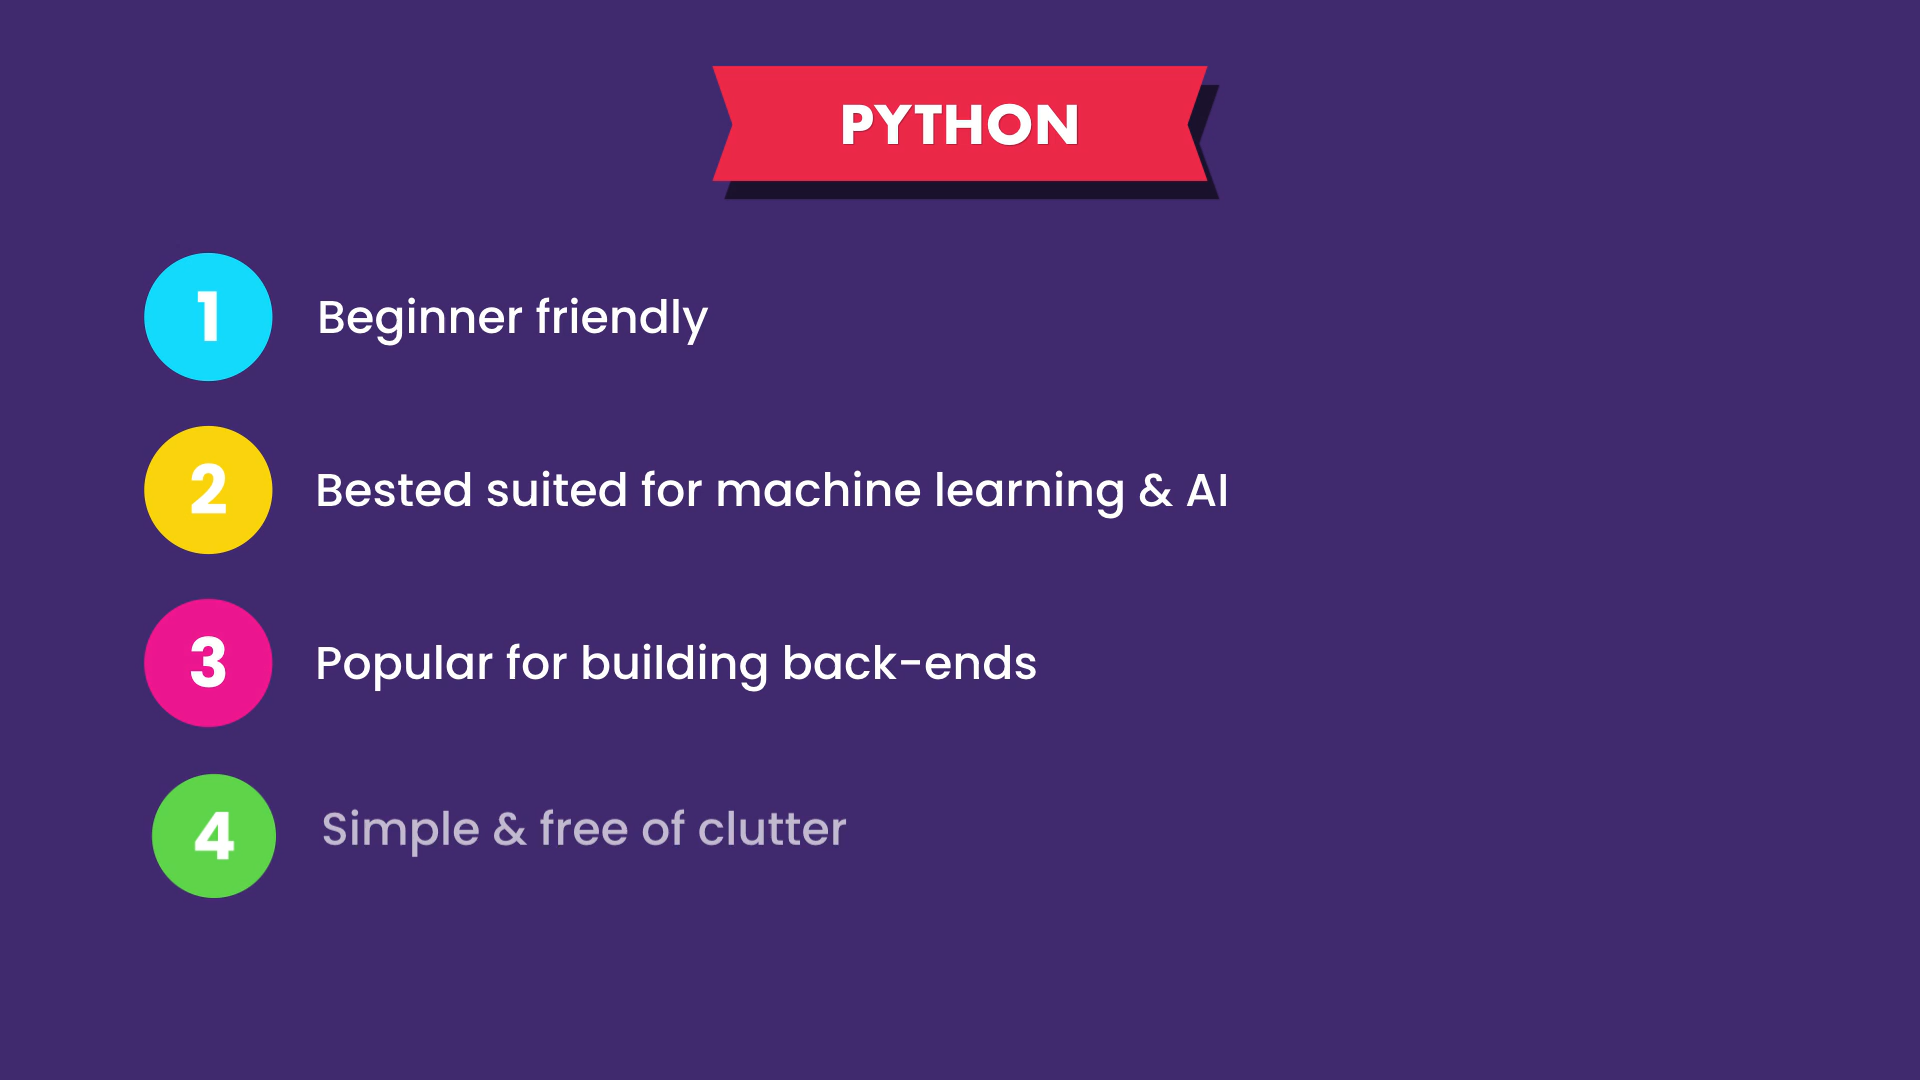 PYTHON
1 Beginner friendly
2 Bested suited for machine learning & AI
3 Popular for building back-ends
4 Simple & free of clutter